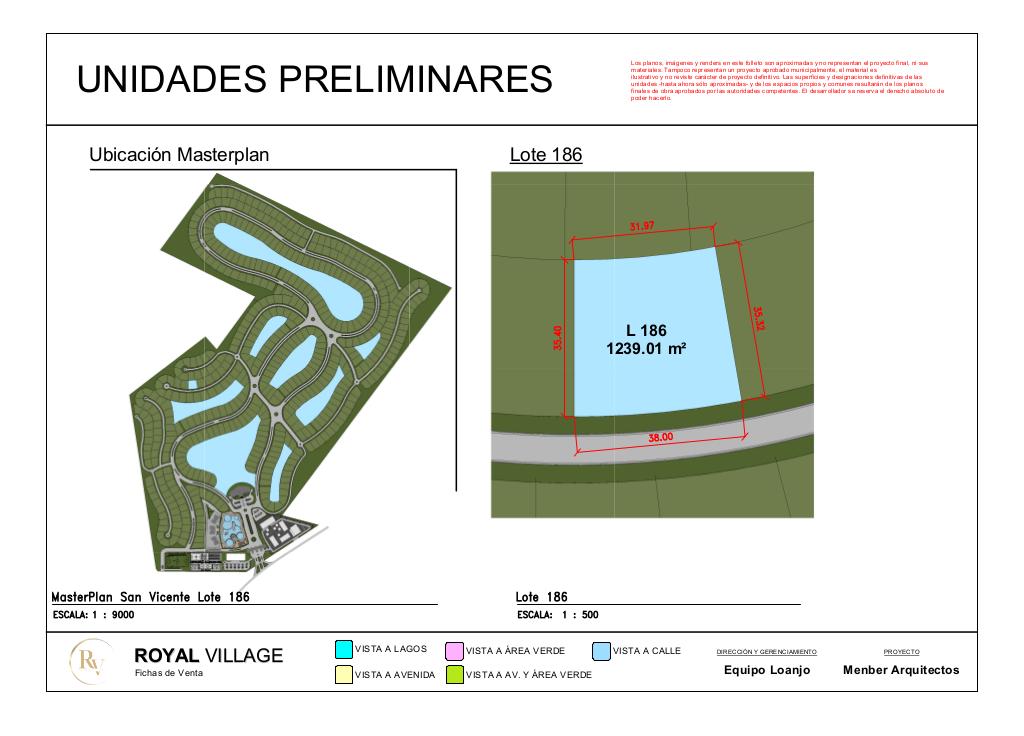 UNIDADES PRELIMINARES
Los planos, imágenes y renders en este folleto son aproximadas y no representan el proyecto final, ni sus
materiales. Tampoco representan un proyecto aprobado municipalmente, el material es
ilustrativo y no reviste carácter de proyecto definitivo. Las superficies y designaciones definitivas de las
unidades -hasta ahora sólo aproximadas- y de los espacios propios y comunes resultarán de los planos
finales de obra aprobados por las autoridades competentes. El desarrollador se reserva el derecho absoluto de
poder hacerlo.
Ubicación Masterplan
Lote 186
31.97
35.40
35.32
L 186
1239.01 m²
38.00
MasterPlan San Vicente Lote 186
ESCALA: 1 : 9000
Lote 186
ESCALA: 1 : 500
RV
ROYAL VILLAGE
Fichas de Venta
VISTA A LAGOS
VISTA A ÁREA VERDE
VISTA A CALLE
VISTA A AVENIDA
VISTA A AV. Y ÁREA VERDE
DIRECCIÓN Y GERENCIAMIENTO
Equipo Loanjo
PROYECTO
Menber Arquitectos